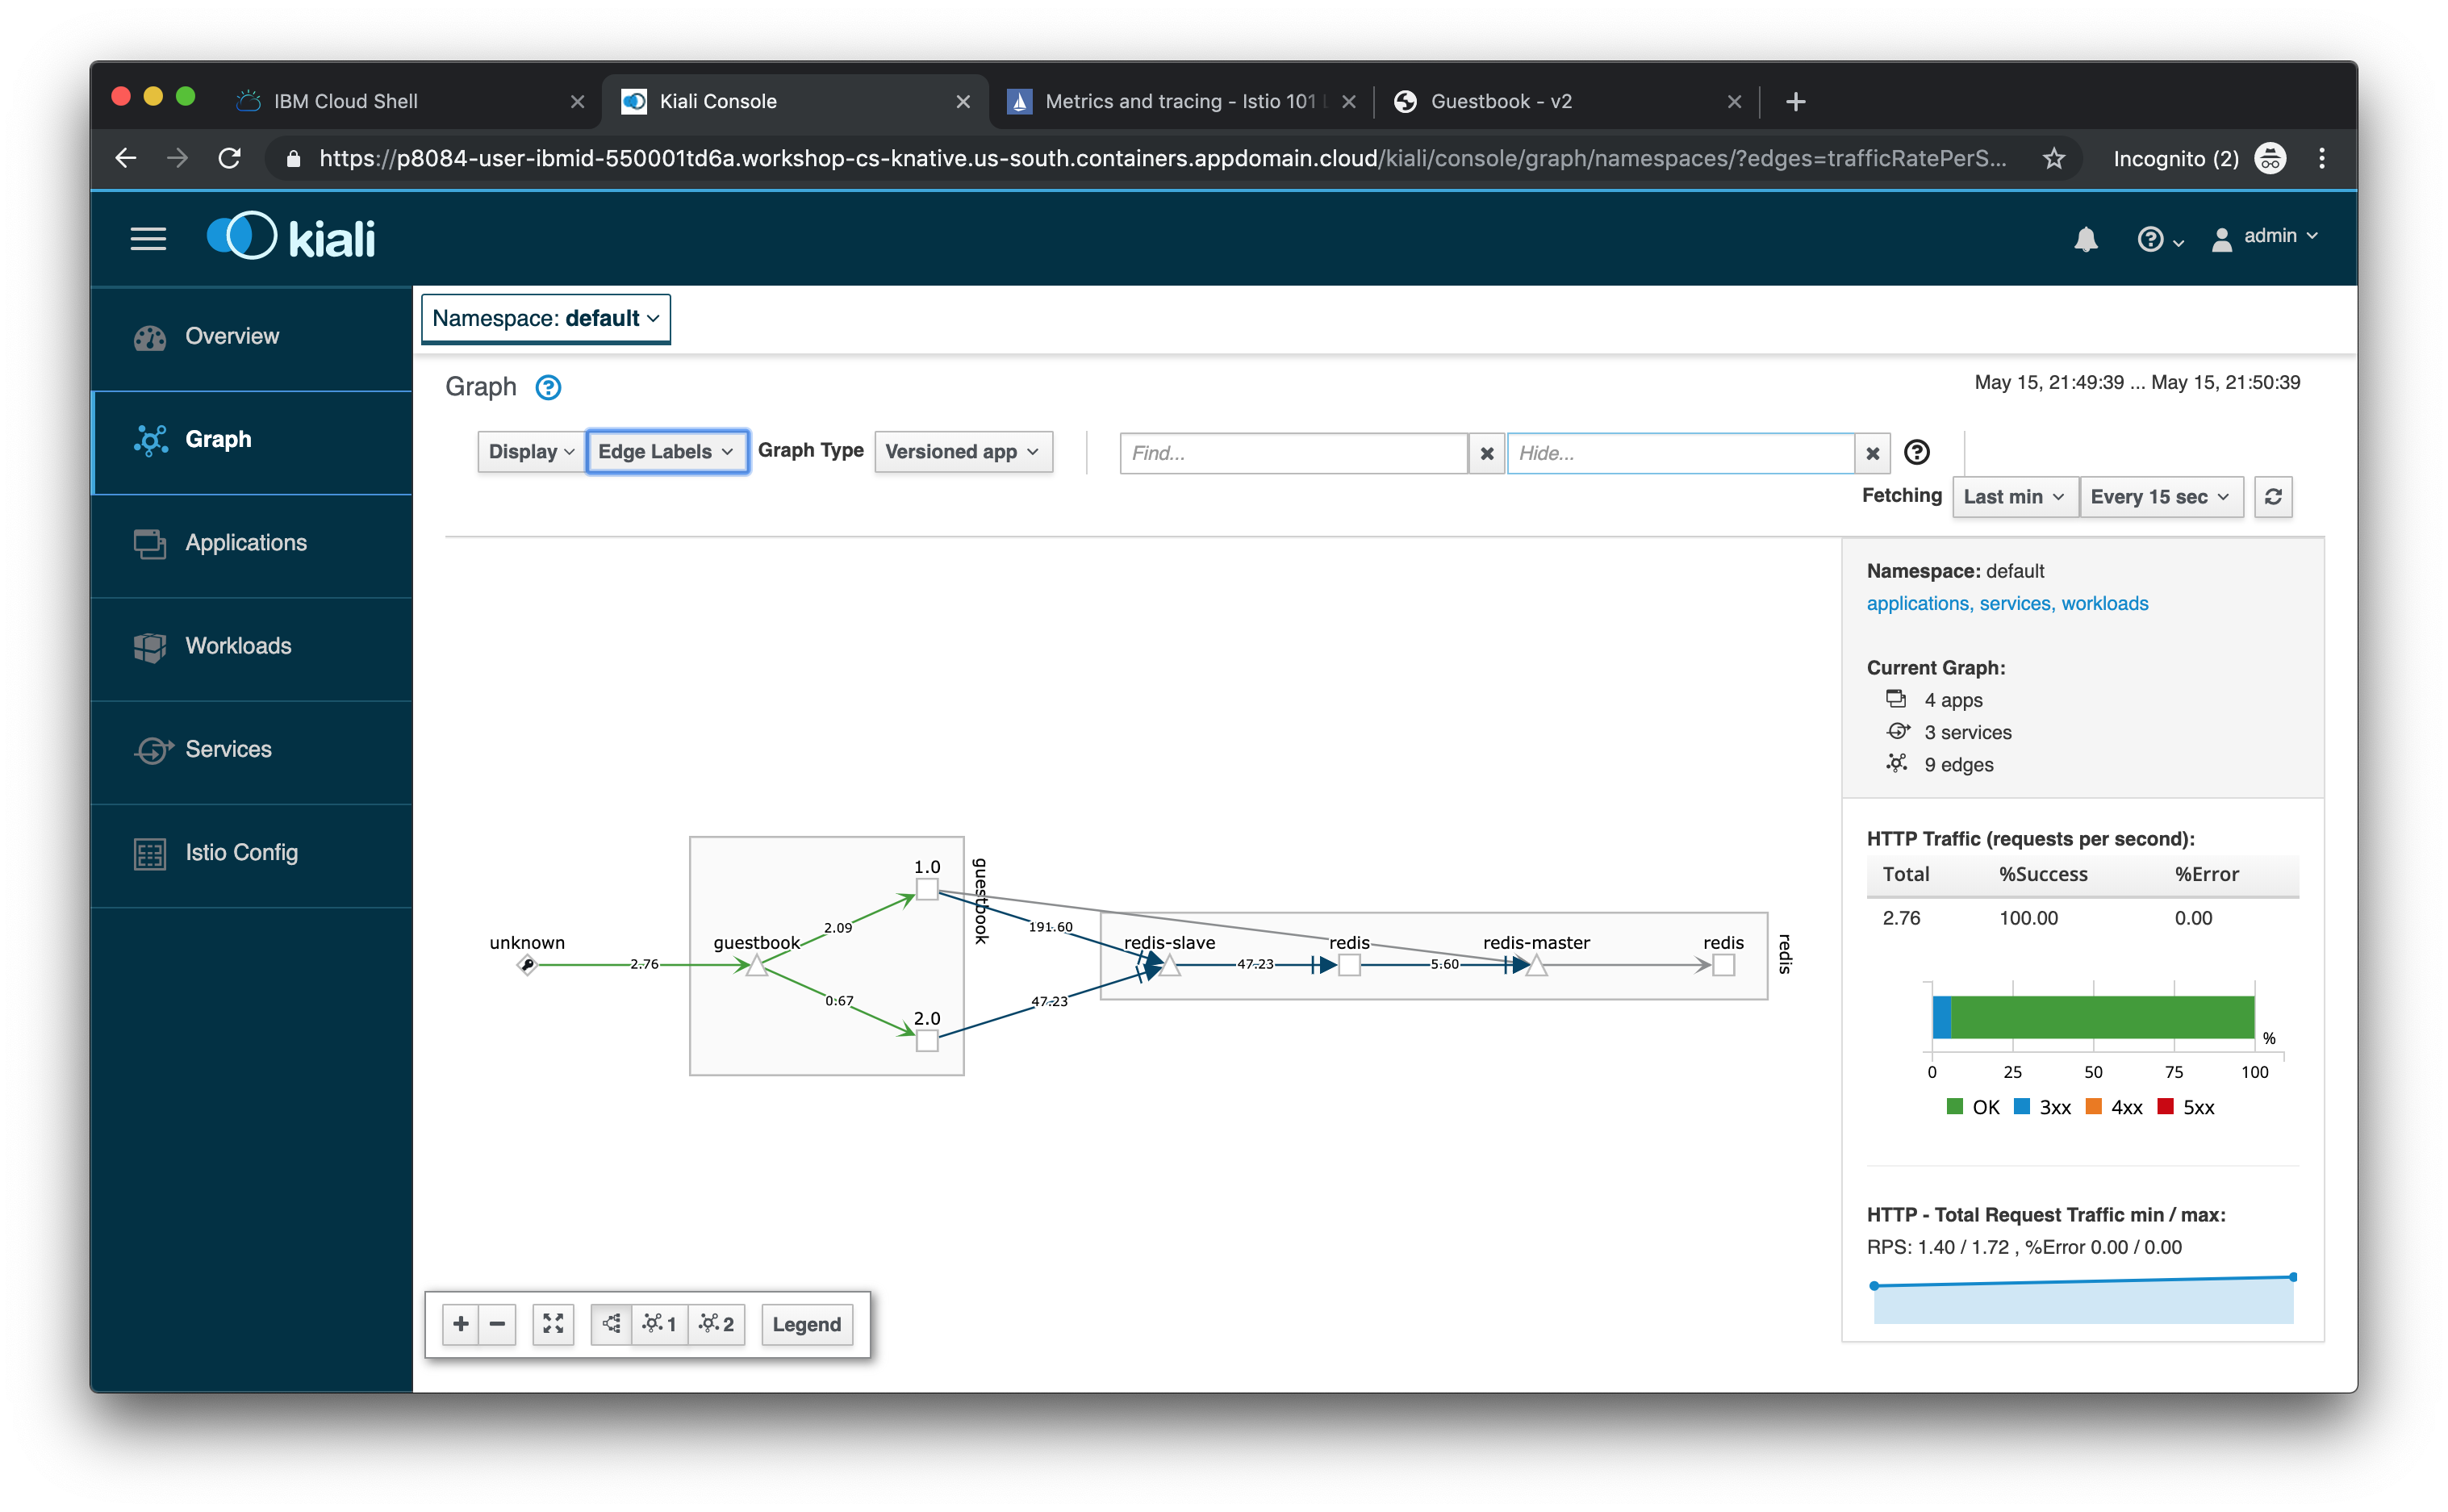 IBM Cloud Shell
Kiali Console
Metrics and tracing - Istio 101
Guestbook - v2
https://p8084-user-ibmid-550001td6a.workshop-cs-knative.us-south.containers.appdomain.cloud/kiali/console/graph/namespaces/?edges=trafficRatePerS...
Incognito (2)
kiali
admin
Overview
Graph
Applications
Workloads
Services
Istio Config
Namespace: default
Graph
May 15, 21:49:39 ... May 15, 21:50:39
Display
Edge Labels
Graph Type
Versioned app
Find...
Hide...
Fetching
Last min
Every 15 sec
unknown
2.76
guestbook
2.09
0.67
1.0
2.0
guestbook
191.60
47.23
redis-slave
47.23
redis
5.60
redis-master
redis
redis
Namespace: default
applications, services, workloads
Current Graph:
4 apps
3 services
9 edges
HTTP Traffic (requests per second):
Total %Success %Error
2.76 100.00 0.00
%
0 25 50 75 100
OK 3xx 4xx 5xx
HTTP - Total Request Traffic min / max:
RPS: 1.40 / 1.72 , %Error 0.00 / 0.00
1
2
Legend